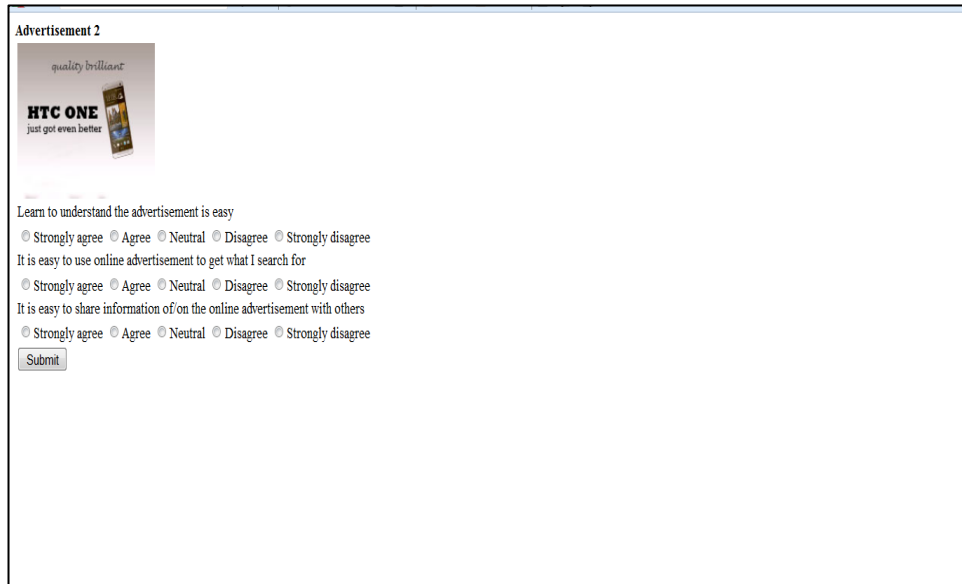 Advertisement 2
quality brilliant
HTC ONE
just got even better
Learn to understand the advertisement is easy
Strongly agree Agree Neutral Disagree Strongly disagree
It is easy to use online advertisement to get what I search for
Strongly agree Agree Neutral Disagree Strongly disagree
It is easy to share information of/on the online advertisement with others
Strongly agree Agree Neutral Disagree Strongly disagree
Submit